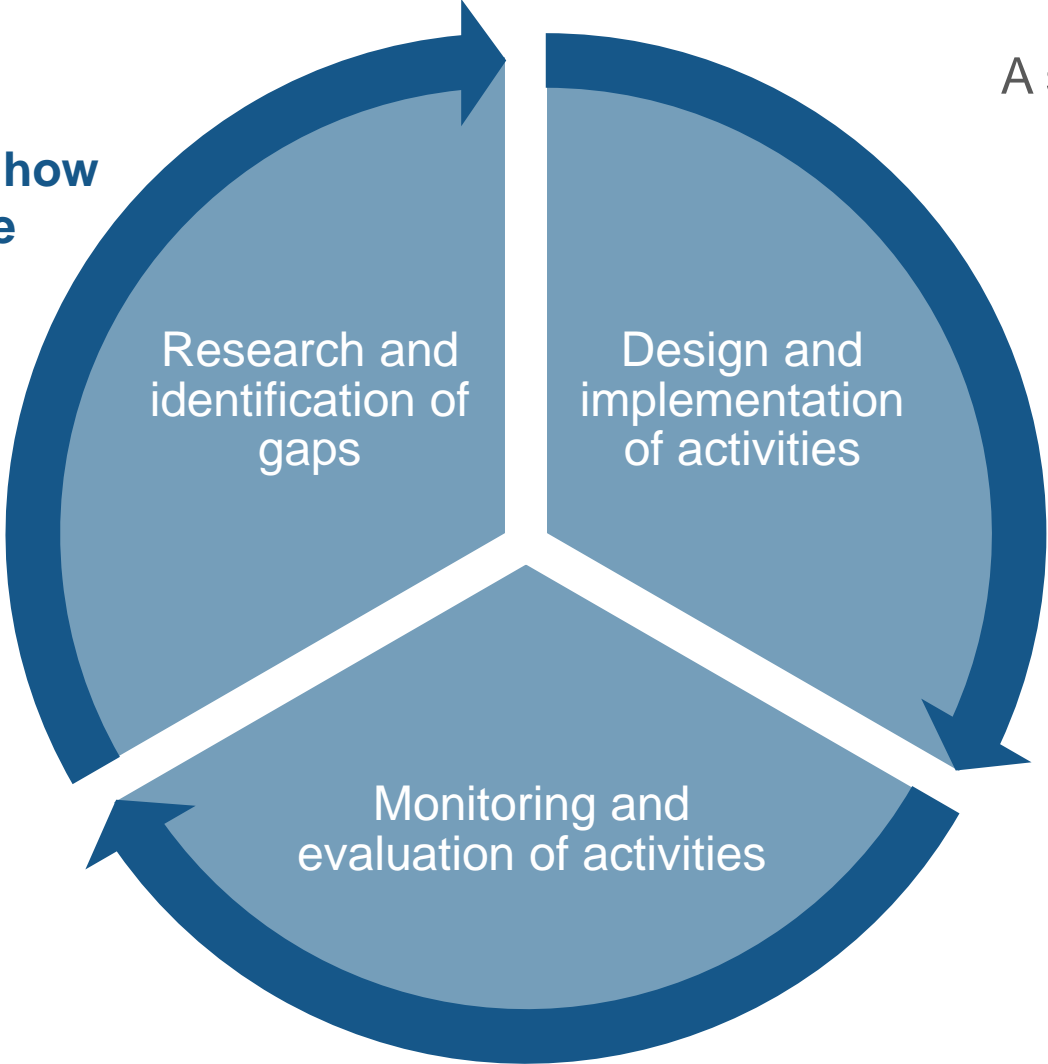 how
e
A
Research and
identification of
gaps
Design and
implementation
of activities
Monitoring and
evaluation of activities